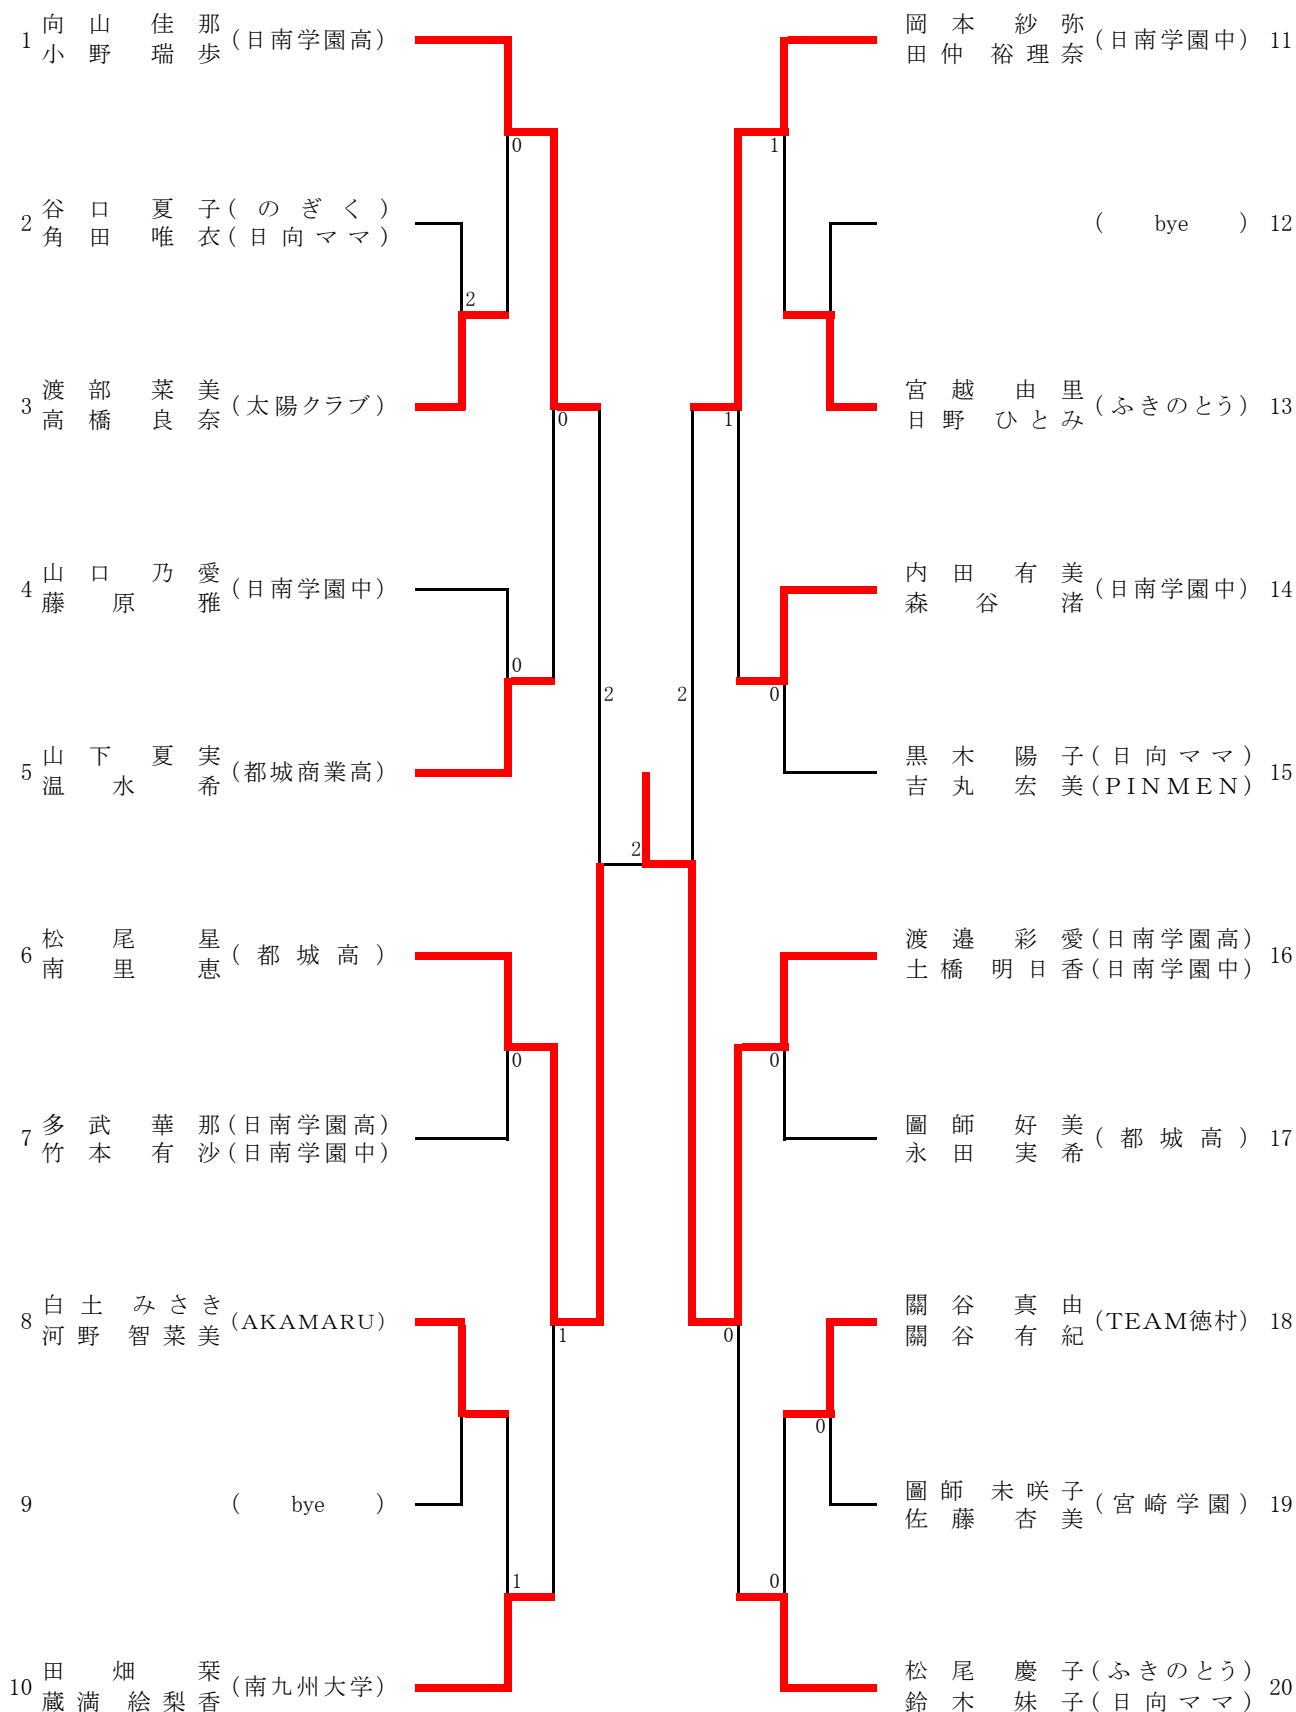 1 向山 佳那 (日南学園高)
小野 瑞歩
0
2 谷口 夏子 (のぎく)
角田 唯衣 (日向ママ)
2
3 渡部 菜美 (太陽クラブ)
高橋 良奈
0
4 山口 乃愛 (日南学園中)
藤原 雅
0
2
5 山下 夏実 (都城商業高)
温水 希
2
6 松尾 星 (都城高)
南里 恵
0
7 多武 華那 (日南学園高)
竹本 有沙 (日南学園中)
8 白土 みさき (AKAMARU)
河野 智菜美
1
9 (bye)
1
10 田畑 栞 (南九州大学)
蔵満 絵梨香
岡本 紗弥 (日南学園中) 11
田仲 裕理奈
1
(bye) 12
宮越 由里 (ふきのとう) 13
日野 ひとみ
1
内田 有美 (日南学園中) 14
森谷 渚
2
0
黒木 陽子 (日向ママ) 15
吉丸 宏美 (PINMEN)
渡邉 彩愛 (日南学園高) 16
土橋 明日香 (日南学園中)
0
圖師 好美 (都城高) 17
永田 実希
0
關谷 真由 (TEAM徳村) 18
關谷 有紀
0
圖師 未咲子 (宮崎学園) 19
佐藤 杏美
0
松尾 慶子 (ふきのとう) 20
鈴木 妹子 (日向ママ)